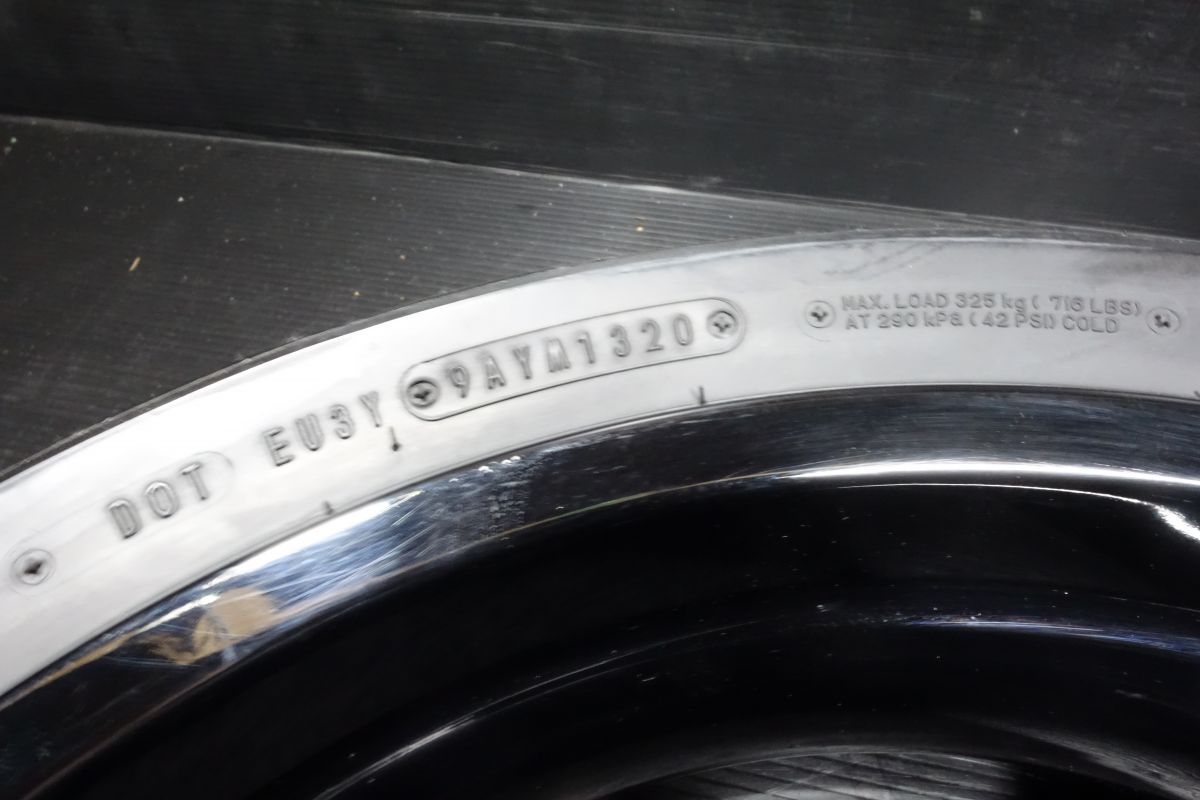 DOT EU3Y 9AYM1320
MAX. LOAD 325 kg ( 716 LBS)
AT 290 kPa ( 42 PSI) COLD